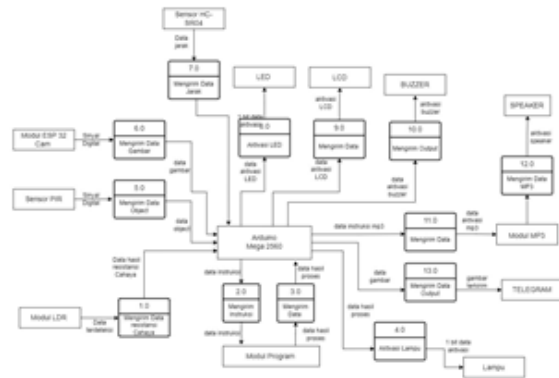 Sensor HC-
SR04
Data
jarak
7.0
Mengirim Data
Jarak
LED
LCD
BUZZER
SPEAKER
1 bit data
aktivasi
aktivasi
LCD
aktivasi
buzzer
aktivasi
speaker
Modul ESP 32
Cam
Sinyal
Digital
6.0
Mengirim Data
Gambar
Aktivasi LED
9.0
Mengirim Data
10.0
Mengirim Output
12.0
Mengirim Data
MP3
data
gambar
data
aktivasi
LED
data
aktivasi
LCD
data
aktivasi
buzzer
Sensor PIR
Sinyal
Digital
5.0
Mengirim Data
Objek
data
objek
data instruksi mp3
11.0
Mengirim Data
data
aktivasi
mp3
Modul MP3
Arduino
Mega 2560
Data hasil
resistansi
Cahaya
data instruksi
data hasil
proses
data
gambar
13.0
Mengirim Data
Output
gambar
terkirim
TELEGRAM
Modul LDR
Data
terdeteksi
1.0
Mengirim Data
resistansi
Cahaya
2.0
Mengirim
Instruksi
3.0
Mengirim
Data
data hasil
proses
data instruksi
data hasil
proses
4.0
Aktivasi Lampu
1 bit data
aktivasi
Modul Program
Lampu